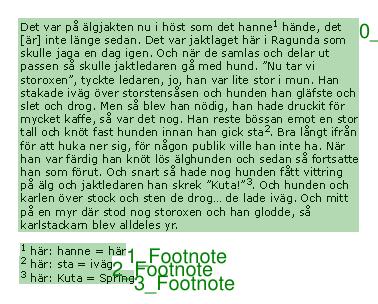 Det var på älgjakten nu i höst som det hanne¹ hände, det
[är] inte länge sedan. Det var jaktlaget här i Ragunda som
skule jaga en dag igen. Och när de samlas och delar ut
passen så skule jaktledaren gå med hund. ”Nu tar vi
storoxen”, tyckte ledaren, jo, han var lite stor i mun. Han
stakade iväg över storstensåsen och hunden han gläfste och
slet och drog. Men så blev han nödig, han hade druckit för
mycket kaffe, så var det nog. Han reste bössan emot en stor
tall och knöt fast hunden innan han gick sta². Bra långt ifrån
för att huka ner sig, för någon publik ville han inte ha. När
han var färdig han knöt lös älghunden och sedan så fortsatte
han som förut. Och snart så hade nog hunden fått vittring
på älg och jaktledaren han skrek ”Kuta!”³. Och hunden och
karlen över stock och sten de drog... de lade iväg. Och mitt
på en myr där stod nog storoxen och han glodde, så
karlstackarn blev alldeles yr.
0_
¹ här: hanne = här
1_Footnote
² här: sta = iväg
2_Footnote
³ här: Kuta = Spring
3_Footnote